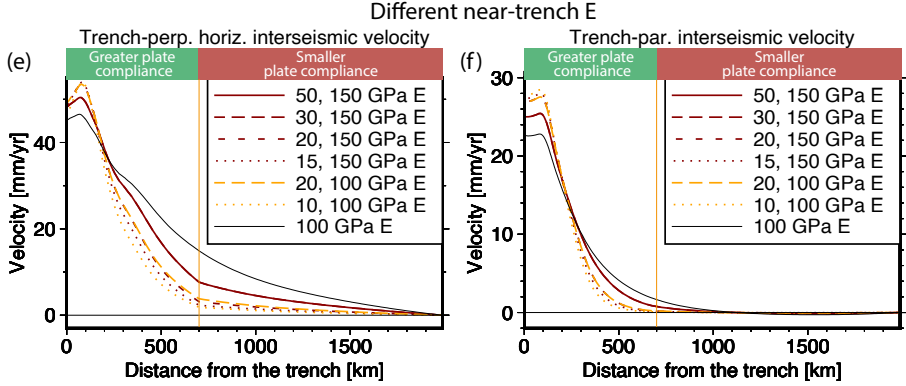 Different near-trench E
(e)
Trench-perp. horiz. interseismic velocity
Greater plate
compliance
Smaller
plate compliance
50, 150 GPa E
30, 150 GPa E
20, 150 GPa E
15, 150 GPa E
20, 100 GPa E
10, 100 GPa E
100 GPa E
Velocity [mm/yr]
40
20
0
0
500
1000
1500
Distance from the trench [km]
(f)
Trench-par. interseismic velocity
Greater plate
compliance
Smaller
plate compliance
50, 150 GPa E
30, 150 GPa E
20, 150 GPa E
15, 150 GPa E
20, 100 GPa E
10, 100 GPa E
100 GPa E
Velocity [mm/yr]
30
20
10
0
0
500
1000
1500
Distance from the trench [km]